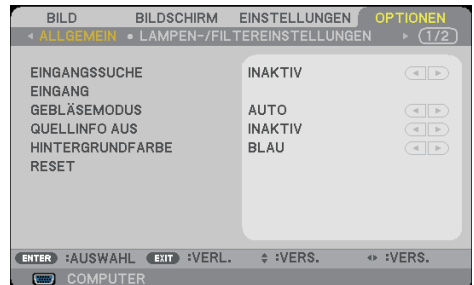 BILD BILDSCHIRM EINSTELLUNGEN OPTIONEN
ALLGEMEIN • LAMPEN-/FILTEREINSTELLUNGEN (1/2)
EINGANGSSUCHE INAKTIV
EINGANG
GEBLÄSEMODUS AUTO
QUELLINFO AUS INAKTIV
HINTERGRUNDFARBE BLAU
RESET
ENTER :AUSWAHL EXIT :VERL. :VERS. :VERS.
COMPUTER